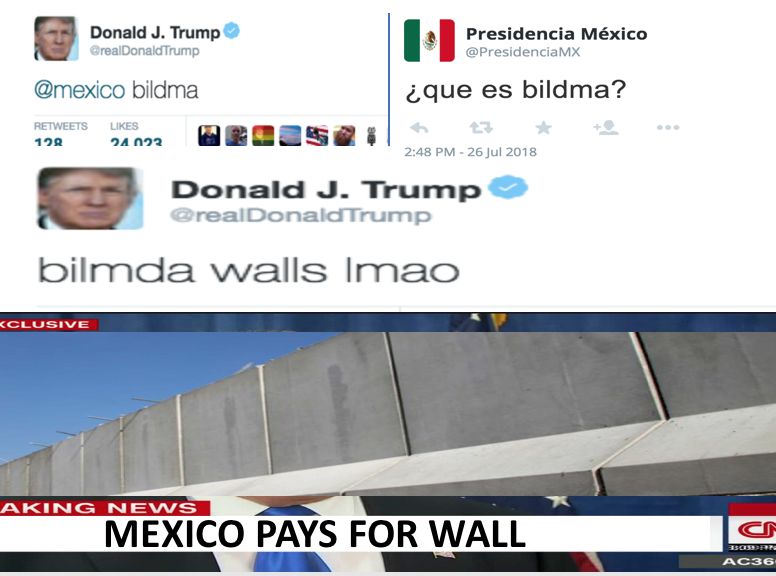 Donald J. Trump
@realDonaldTrump
@mexico bildma
RETWEETS LIKES
128 24,023
Presidencia México
@PresidenciaMX
¿que es bildma?
2:48 PM - 26 Jul 2018
Donald J. Trump
@realDonaldTrump
bilmda walls lmao
XCLUSIVE
AKING NEWS
MEXICO PAYS FOR WALL
CN
AC36